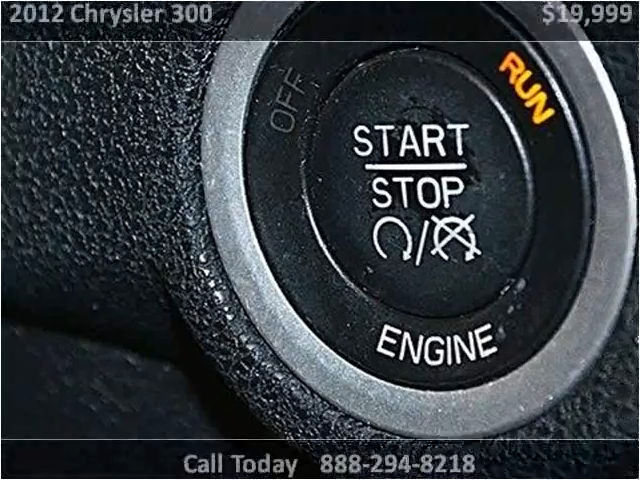 2012 Chrysler 300 $19,999
OFF
RUN
START
STOP
/
ENGINE
Call Today 888-294-8218